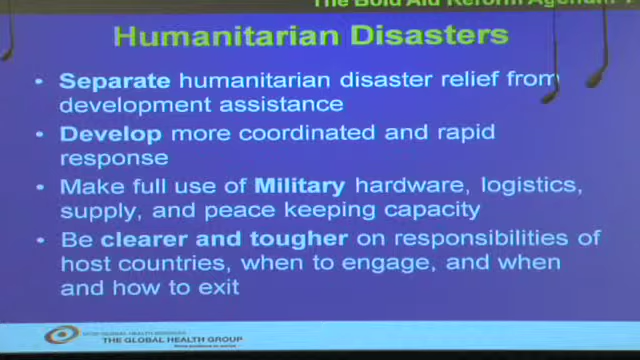 The Bold Aid Reform Agenda
Humanitarian Disasters
• Separate humanitarian disaster relief from
development assistance
• Develop more coordinated and rapid
response
• Make full use of Military hardware, logistics,
supply, and peace keeping capacity
• Be clearer and tougher on responsibilities of
host countries, when to engage, and when
and how to exit
THE GLOBAL HEALTH GROUP